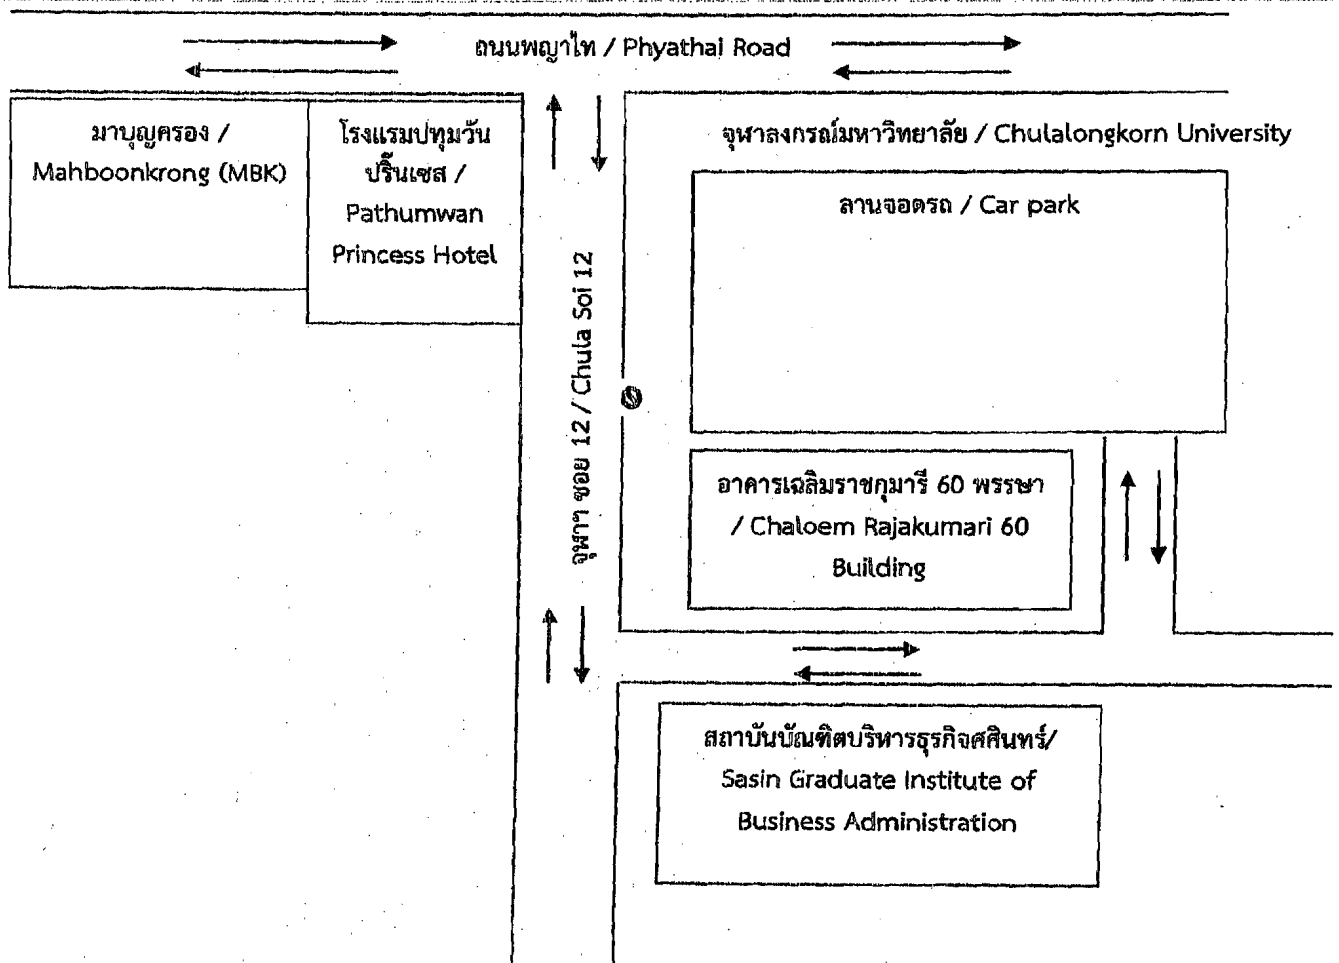 ถนนพญาไท / Phyathai Road
มาบุญครอง /
Mahboonkrong (MBK)
โรงแรมปทุมวัน
ปริ๊นเซส /
Pathumwan
Princess Hotel
จุฬาฯ ซอย 12 / Chula Soi 12
จุฬาลงกรณ์มหาวิทยาลัย / Chulalongkorn University
ลานจอดรถ / Car park
อาคารเฉลิมราชกุมารี 60 พรรษา
/ Chaloem Rajakumari 60
Building
สถาบันบัณฑิตบริหารธุรกิจศศินทร์/
Sasin Graduate Institute of
Business Administration